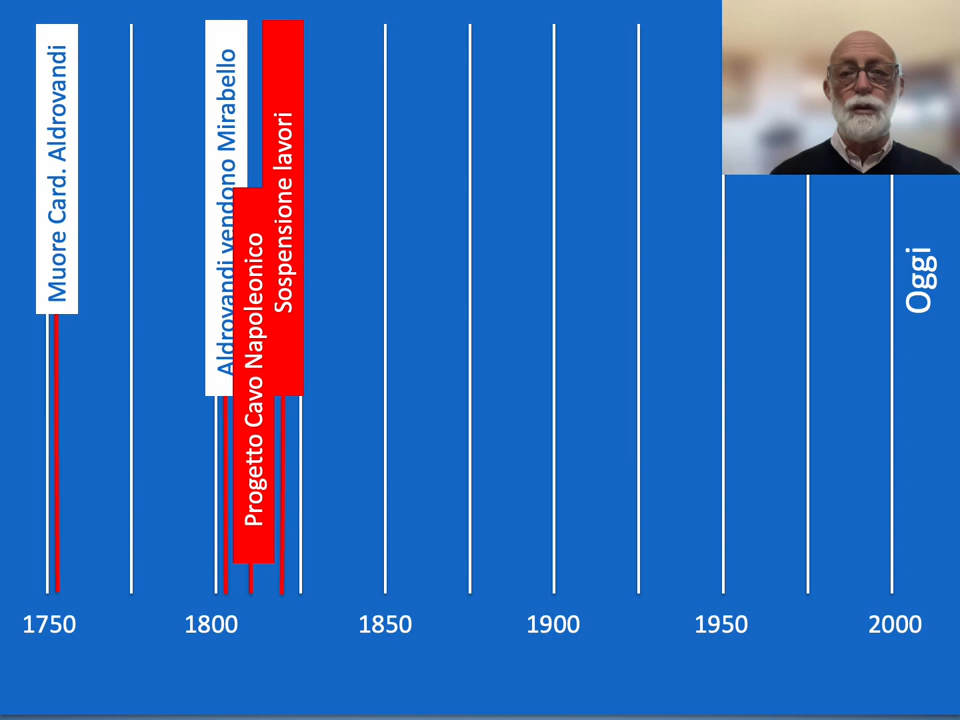 Muore Card. Aldrovandi
Aldrovandi vendono Mirabello
Progetto Cavo Napoleonico
Sospensione lavori
Oggi
1750
1800
1850
1900
1950
2000